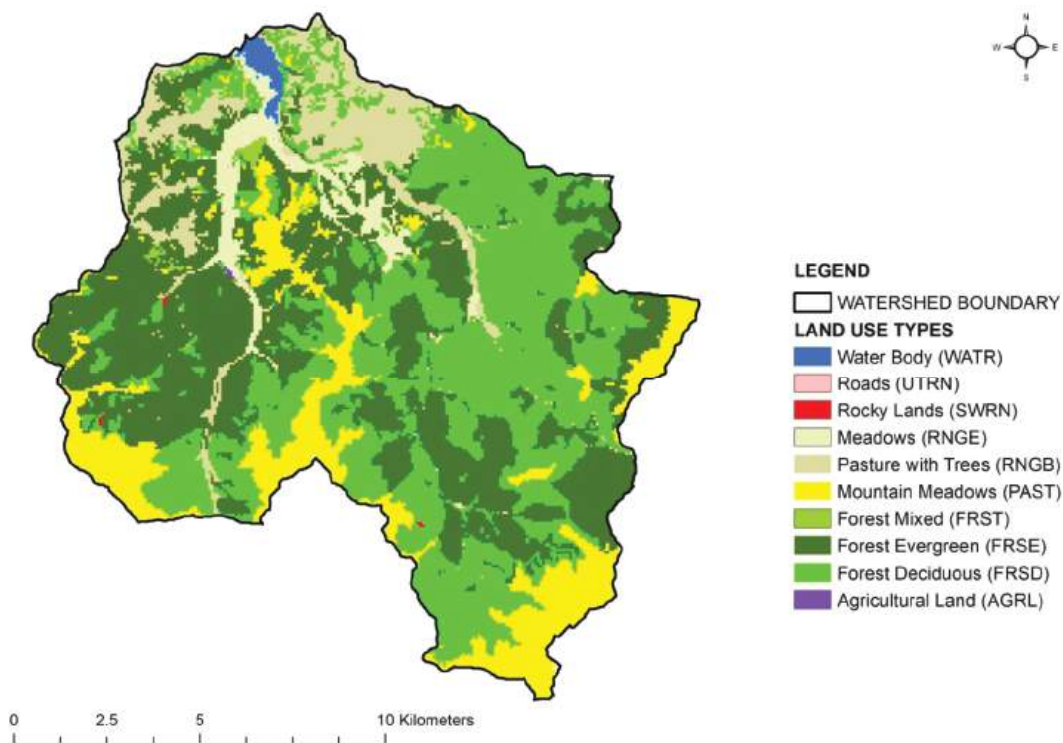 N
W E
S
LEGEND
WATERSHED BOUNDARY
LAND USE TYPES
Water Body (WATR)
Roads (UTRN)
Rocky Lands (SWRN)
Meadows (RNGE)
Pasture with Trees (RNGB)
Mountain Meadows (PAST)
Forest Mixed (FRST)
Forest Evergreen (FRSE)
Forest Deciduous (FRSD)
Agricultural Land (AGRL)
0 2.5 5 10 Kilometers